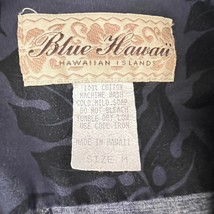 Blue Hawaii
HAWAIIAN ISLANDS
100% COTTON
MACHINE WASH
COLD MILD SOAP
DO NOT BLEACH
TUMBLE DRY LOW
USE COOL IRON
MADE IN HAWAII
SIZE M